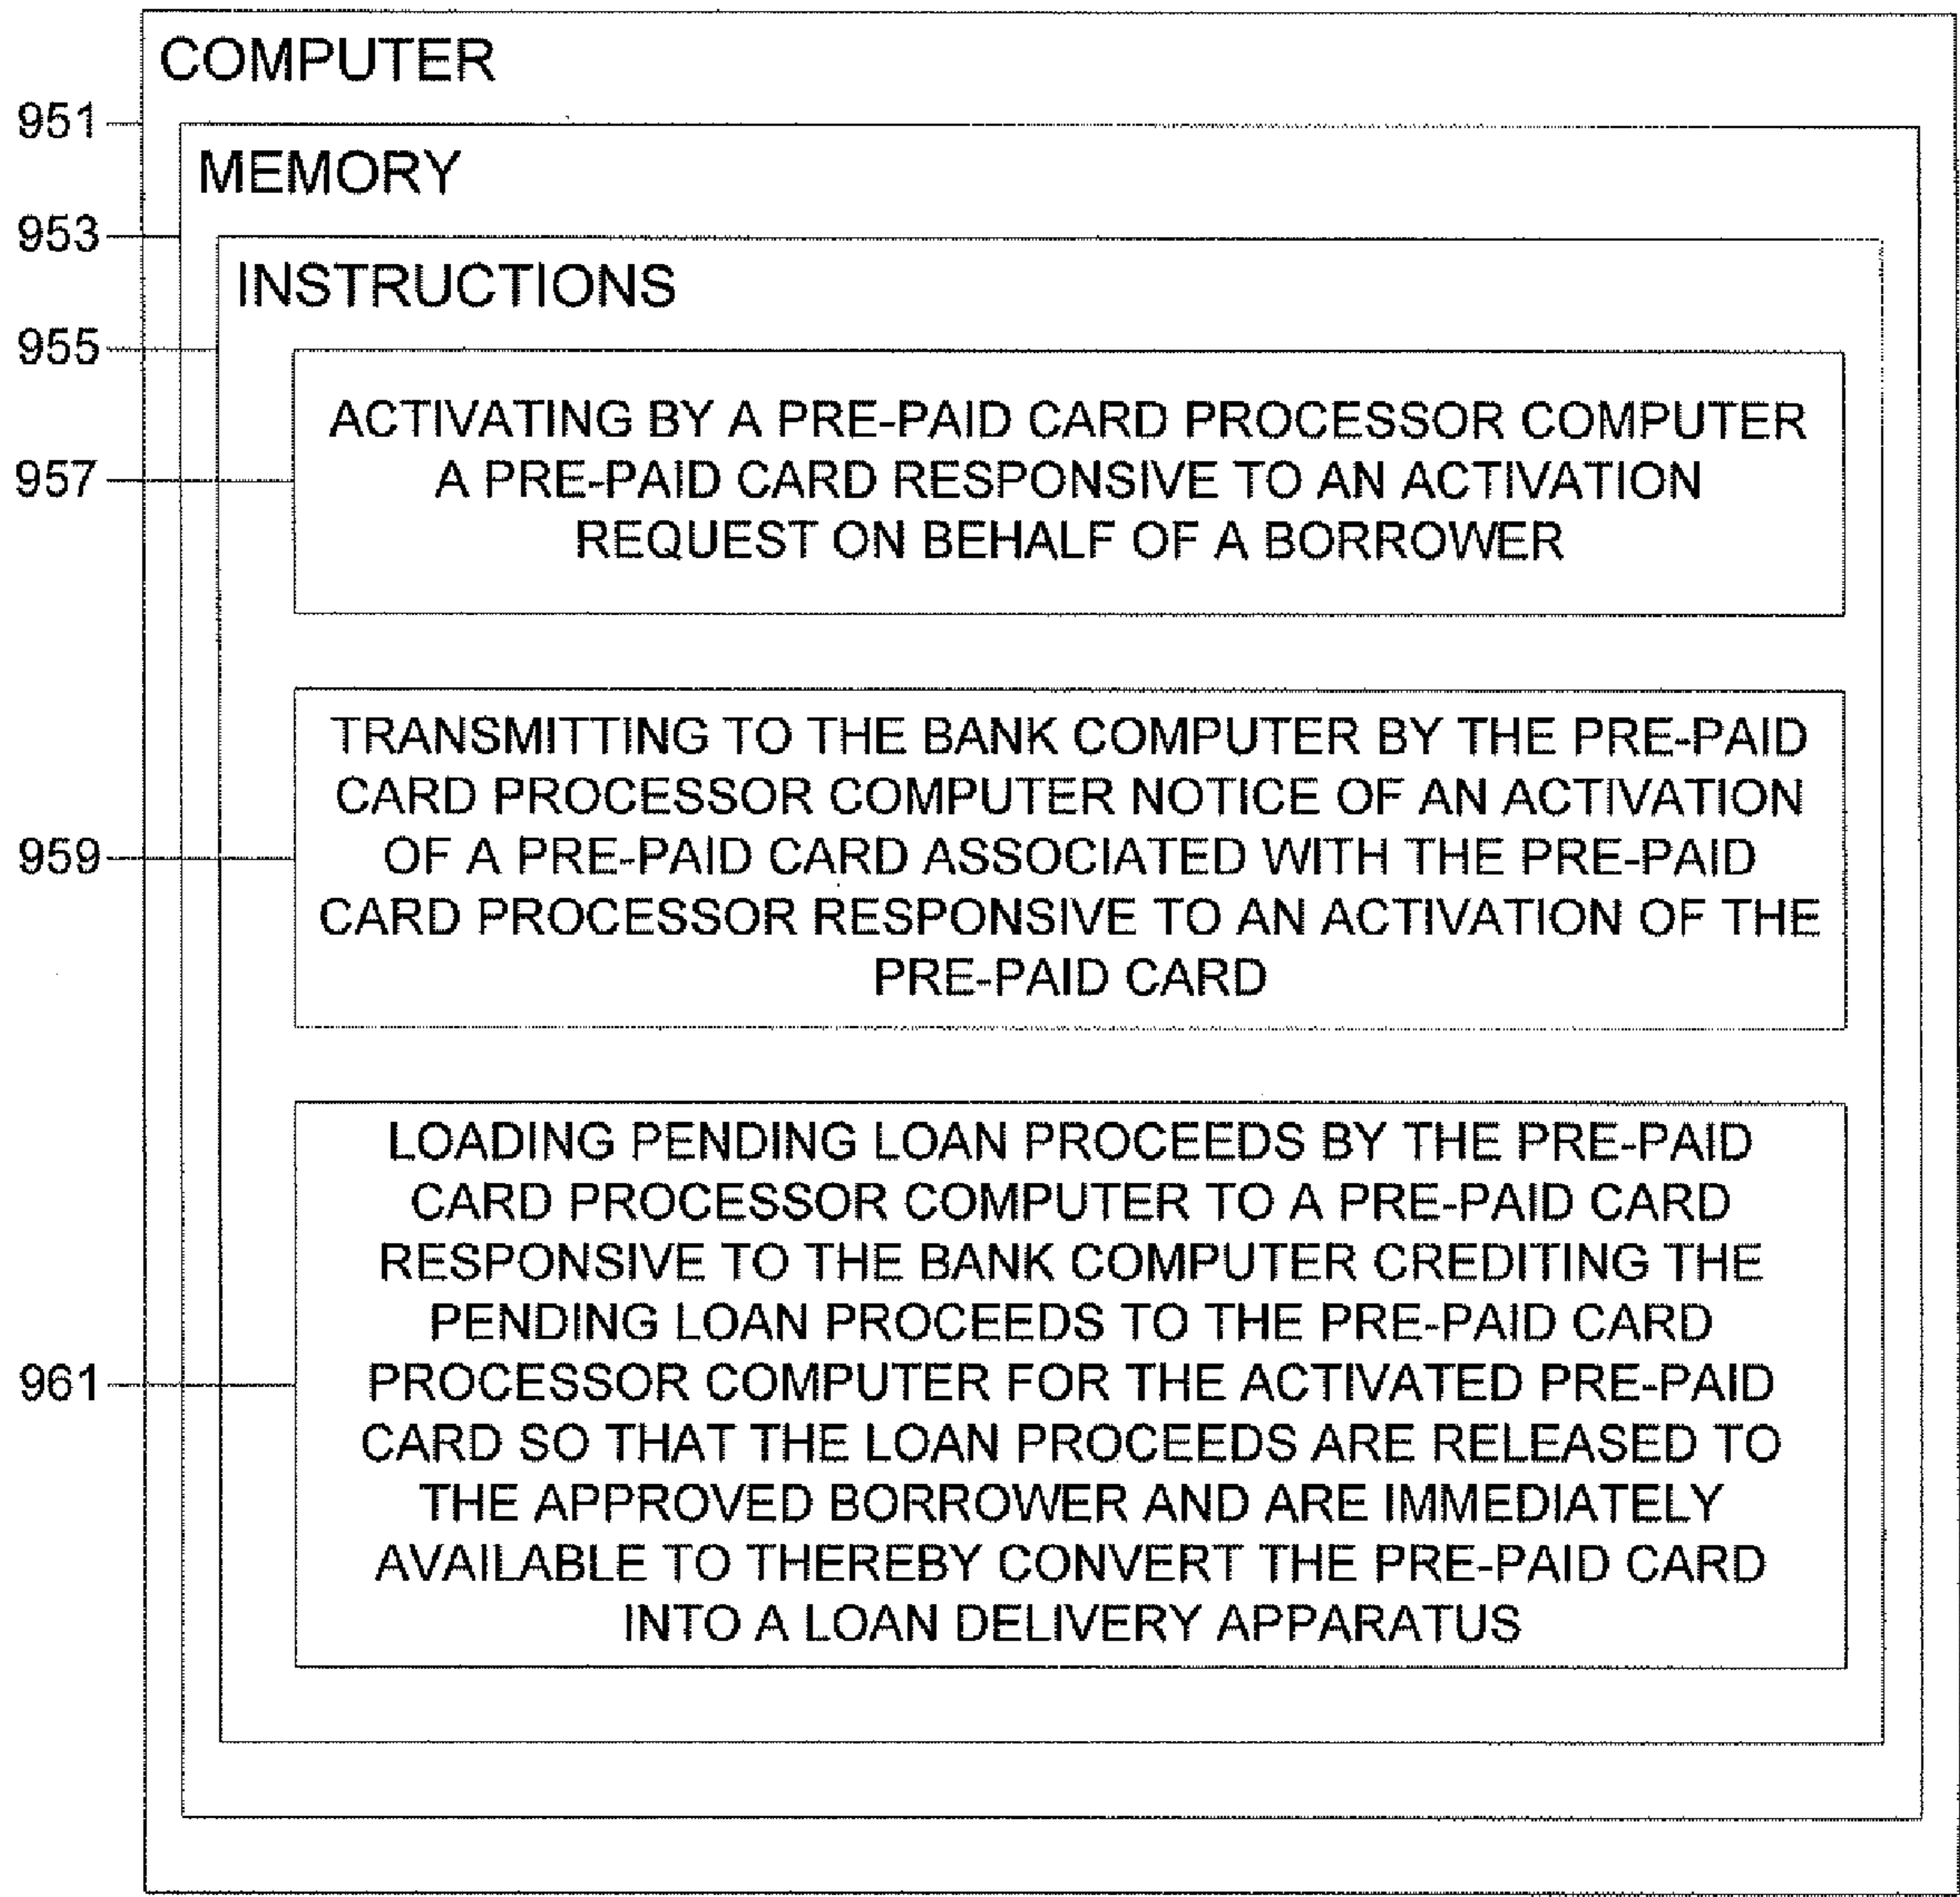 COMPUTER
951
MEMORY
953
INSTRUCTIONS
955
ACTIVATING BY A PRE-PAID CARD PROCESSOR COMPUTER
957
A PRE-PAID CARD RESPONSIVE TO AN ACTIVATION
REQUEST ON BEHALF OF A BORROWER
TRANSMITTING TO THE BANK COMPUTER BY THE PRE-PAID
CARD PROCESSOR COMPUTER NOTICE OF AN ACTIVATION
959
OF A PRE-PAID CARD ASSOCIATED WITH THE PRE-PAID
CARD PROCESSOR RESPONSIVE TO AN ACTIVATION OF THE
PRE-PAID CARD
LOADING PENDING LOAN PROCEEDS BY THE PRE-PAID
CARD PROCESSOR COMPUTER TO A PRE-PAID CARD
RESPONSIVE TO THE BANK COMPUTER CREDITING THE
PENDING LOAN PROCEEDS TO THE PRE-PAID CARD
961
PROCESSOR COMPUTER FOR THE ACTIVATED PRE-PAID
CARD SO THAT THE LOAN PROCEEDS ARE RELEASED TO
THE APPROVED BORROWER AND ARE IMMEDIATELY
AVAILABLE TO THEREBY CONVERT THE PRE-PAID CARD
INTO A LOAN DELIVERY APPARATUS